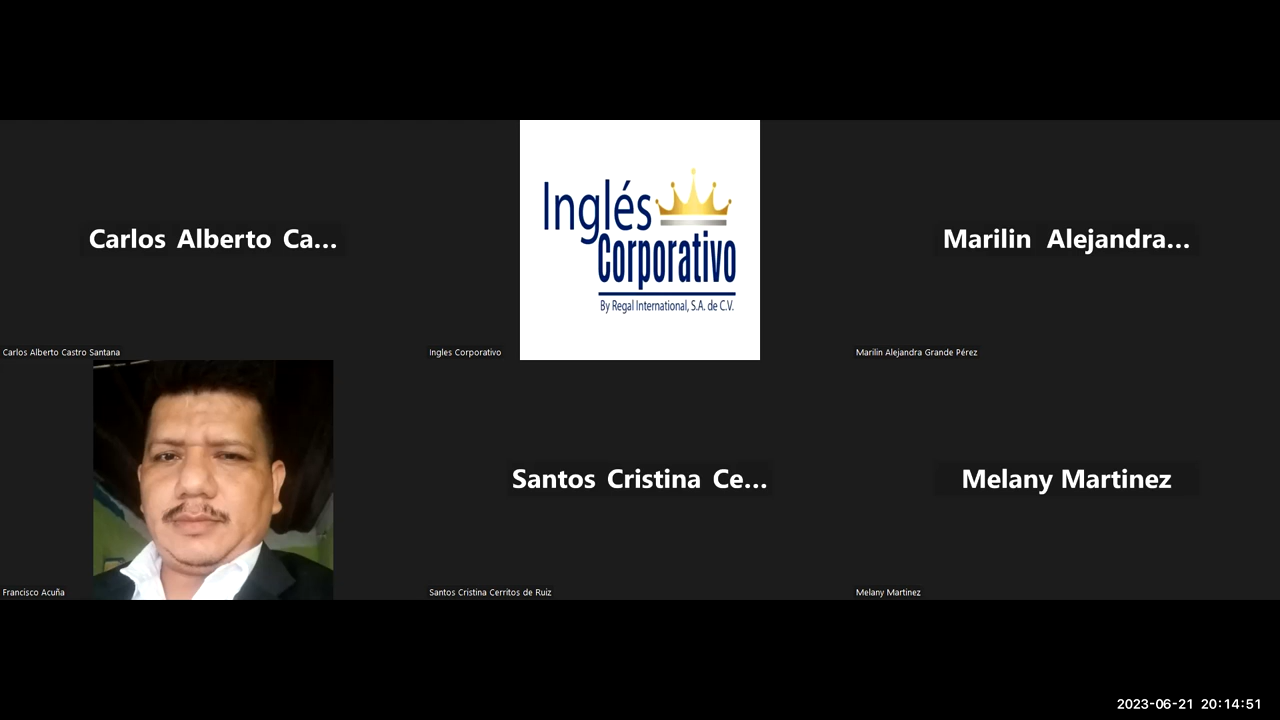 Carlos Alberto Ca...
Carlos Alberto Castro Santana
Inglés
Corporativo
By Regal International, S.A. de C.V.
Ingles Corporativo
Marilin Alejandra...
Marilin Alejandra Grande Pérez
Francisco Acuña
Santos Cristina Ce...
Santos Cristina Cerritos de Ruiz
Melany Martinez
Melany Martinez
2023-06-21 20:14:51